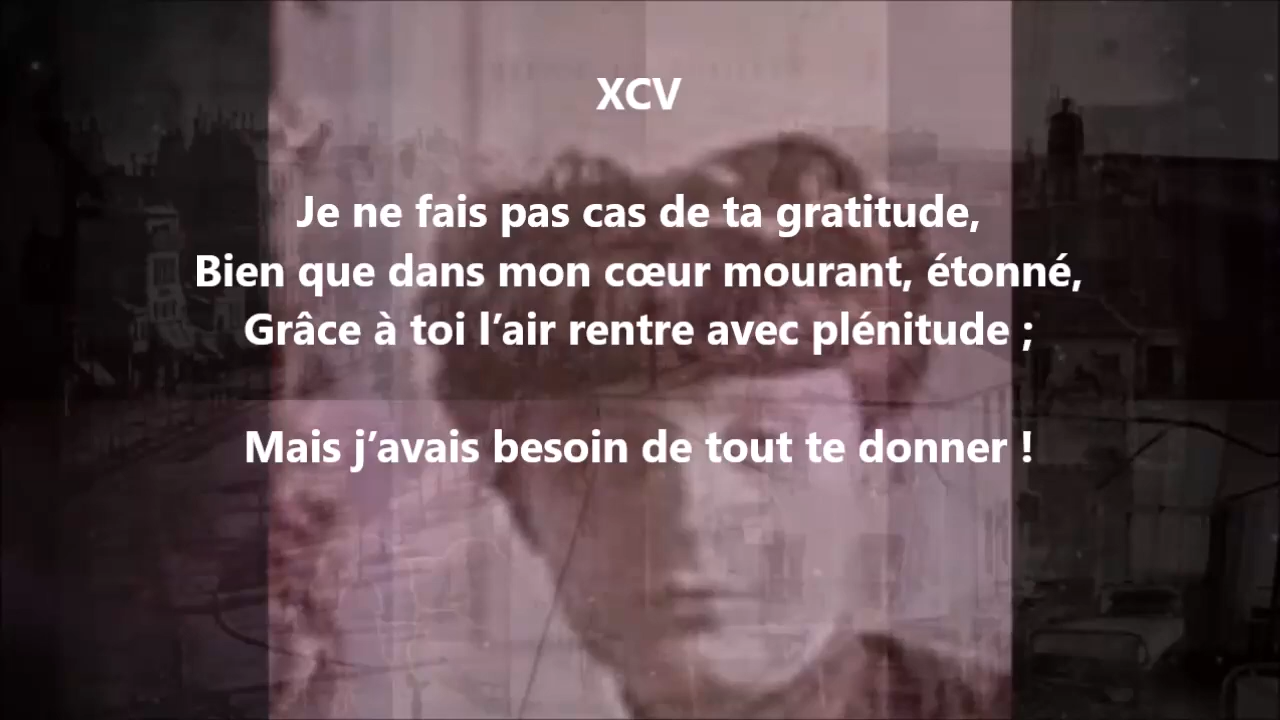 XCV
Je ne fais pas cas de ta gratitude,
Bien que dans mon cœur mourant, étonné,
Grâce à toi l’air rentre avec plénitude ;
Mais j’avais besoin de tout te donner !